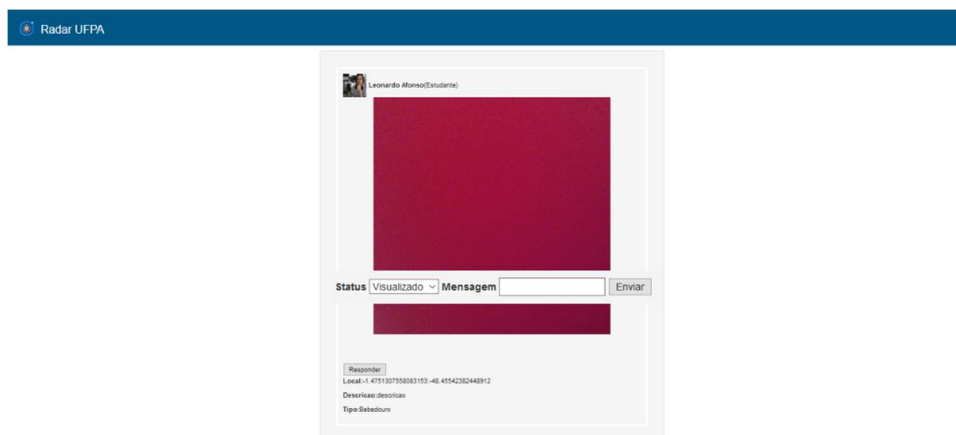 Radar UFPA
Leonardo Afonso(Estudante)
Status Visualizado Mensagem Enviar
Responder
Local:-1.4751307558083153:-48.45542382448912
Descricao:descricao
Tipo:Bebedouro